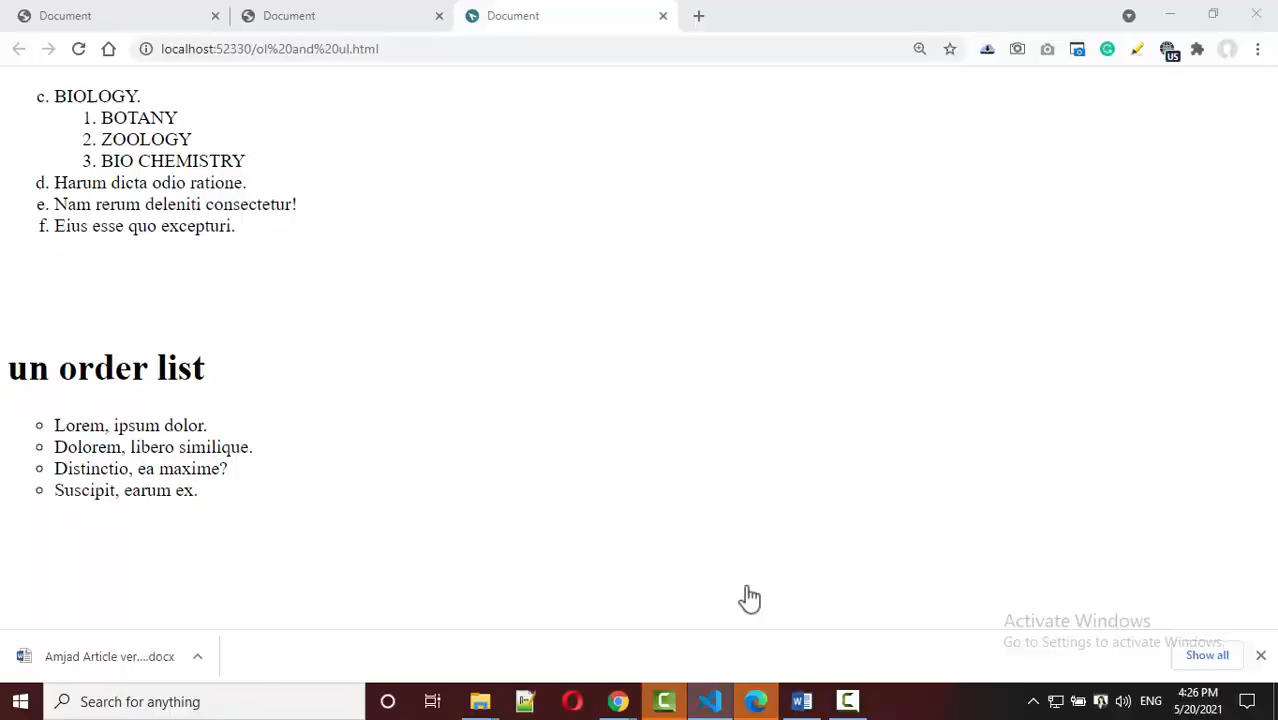 Document Document Document
localhost:52330/ol%20and%20ul.html
US
c. BIOLOGY.
1. BOTANY
2. ZOOLOGY
3. BIO CHEMISTRY
d. Harum dicta odio ratione.
e. Nam rerum deleniti consectetur!
f. Eius esse quo excepturi.
un order list
Lorem, ipsum dolor.
Dolorem, libero similique.
Distinctio, ea maxime?
Suscipit, earum ex.
Activate Windows
Go to Settings to activate Windows.
Amjad Article ver....docx Show all
Search for anything ENG 4:26 PM
5/20/2021